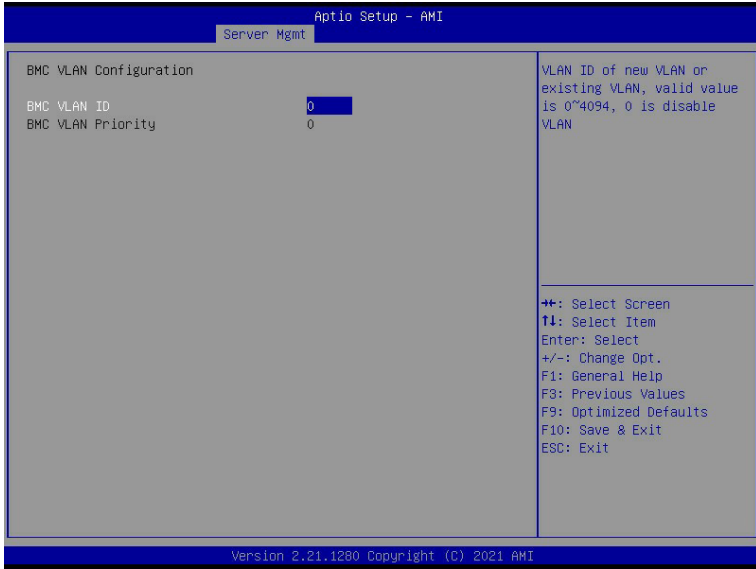 Aptio Setup – AMI
Server Mgmt
BMC VLAN Configuration
BMC VLAN ID 0
BMC VLAN Priority 0
VLAN ID of new VLAN or
existing VLAN, valid value
is 0~4094, 0 is disable
VLAN
→←: Select Screen
↑↓: Select Item
Enter: Select
+/-: Change Opt.
F1: General Help
F3: Previous Values
F9: Optimized Defaults
F10: Save & Exit
ESC: Exit
Version 2.21.1280 Copyright (C) 2021 AMI